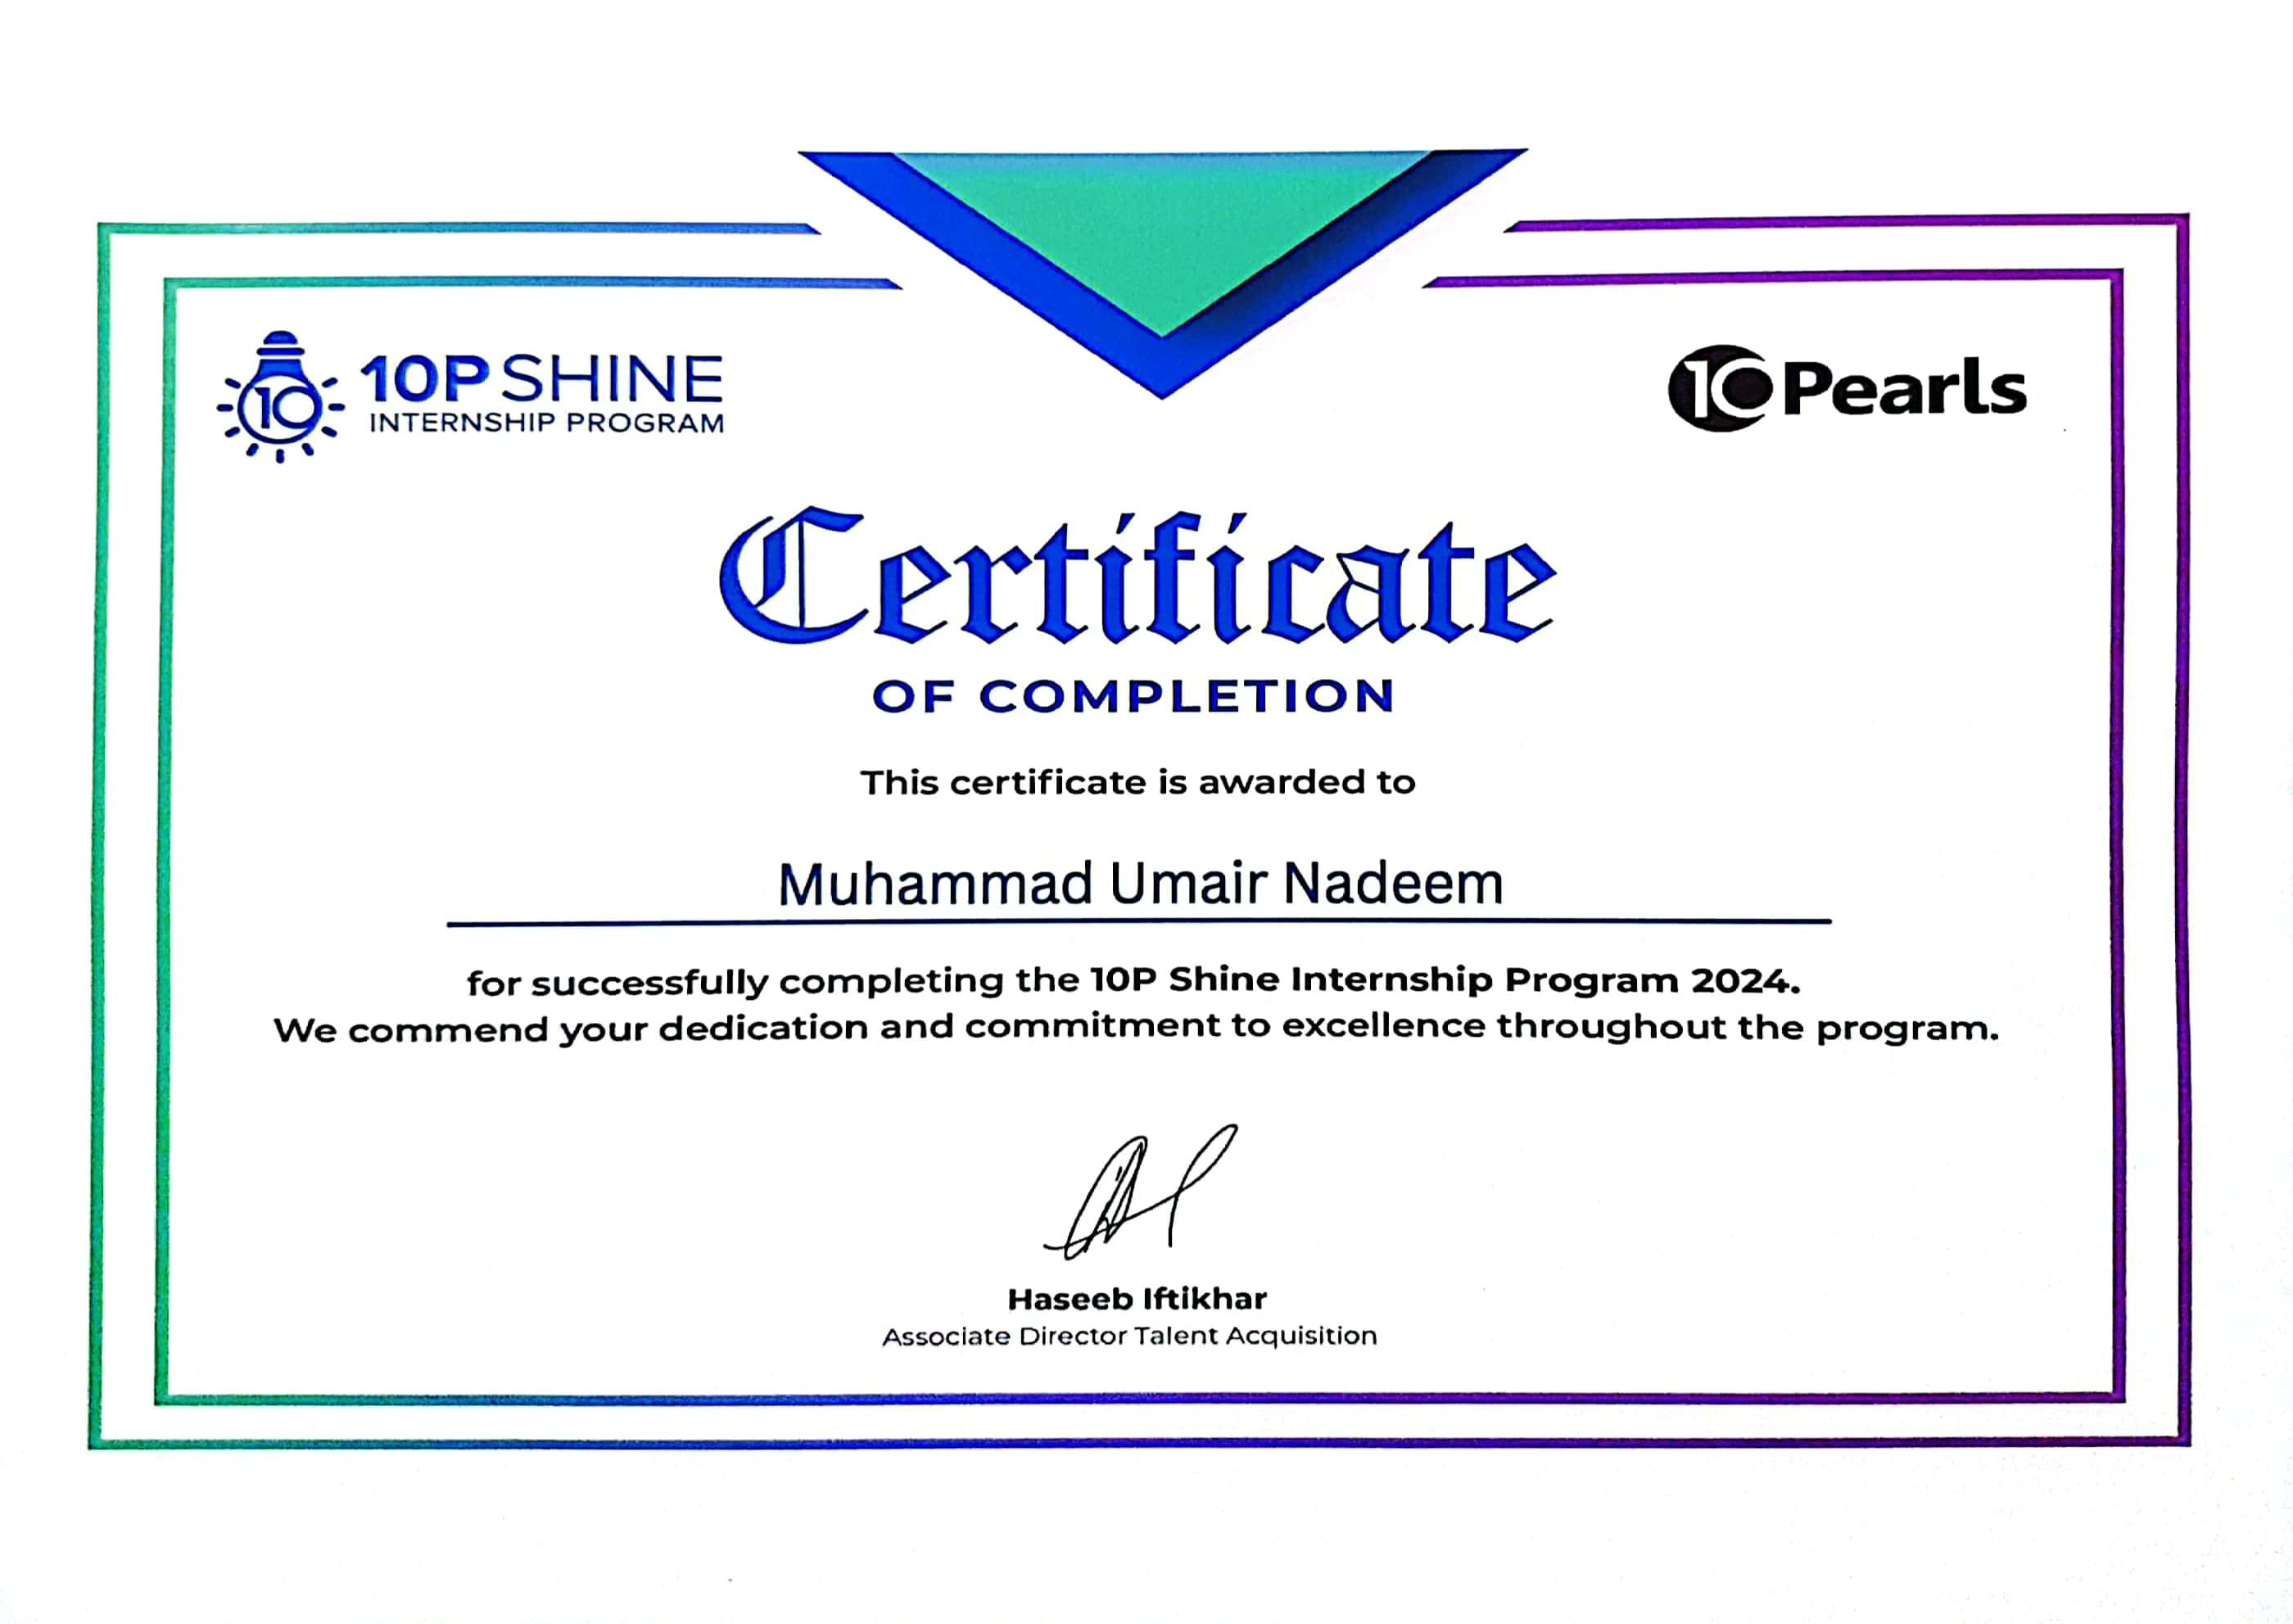 10
10P SHINE
INTERNSHIP PROGRAM
10Pearls
Certificate
OF COMPLETION
This certificate is awarded to
Muhammad Umair Nadeem
for successfully completing the 10P Shine Internship Program 2024.
We commend your dedication and commitment to excellence throughout the program.
Haseeb Iftikhar
Associate Director Talent Acquisition